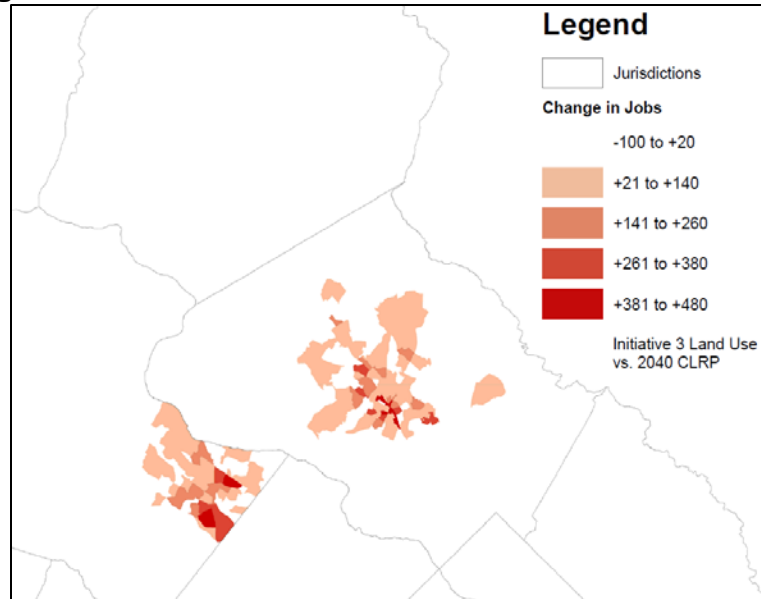 Legend
Jurisdictions
Change in Jobs
-100 to +20
+21 to +140
+141 to +260
+261 to +380
+381 to +480
Initiative 3 Land Use
vs. 2040 CLRP